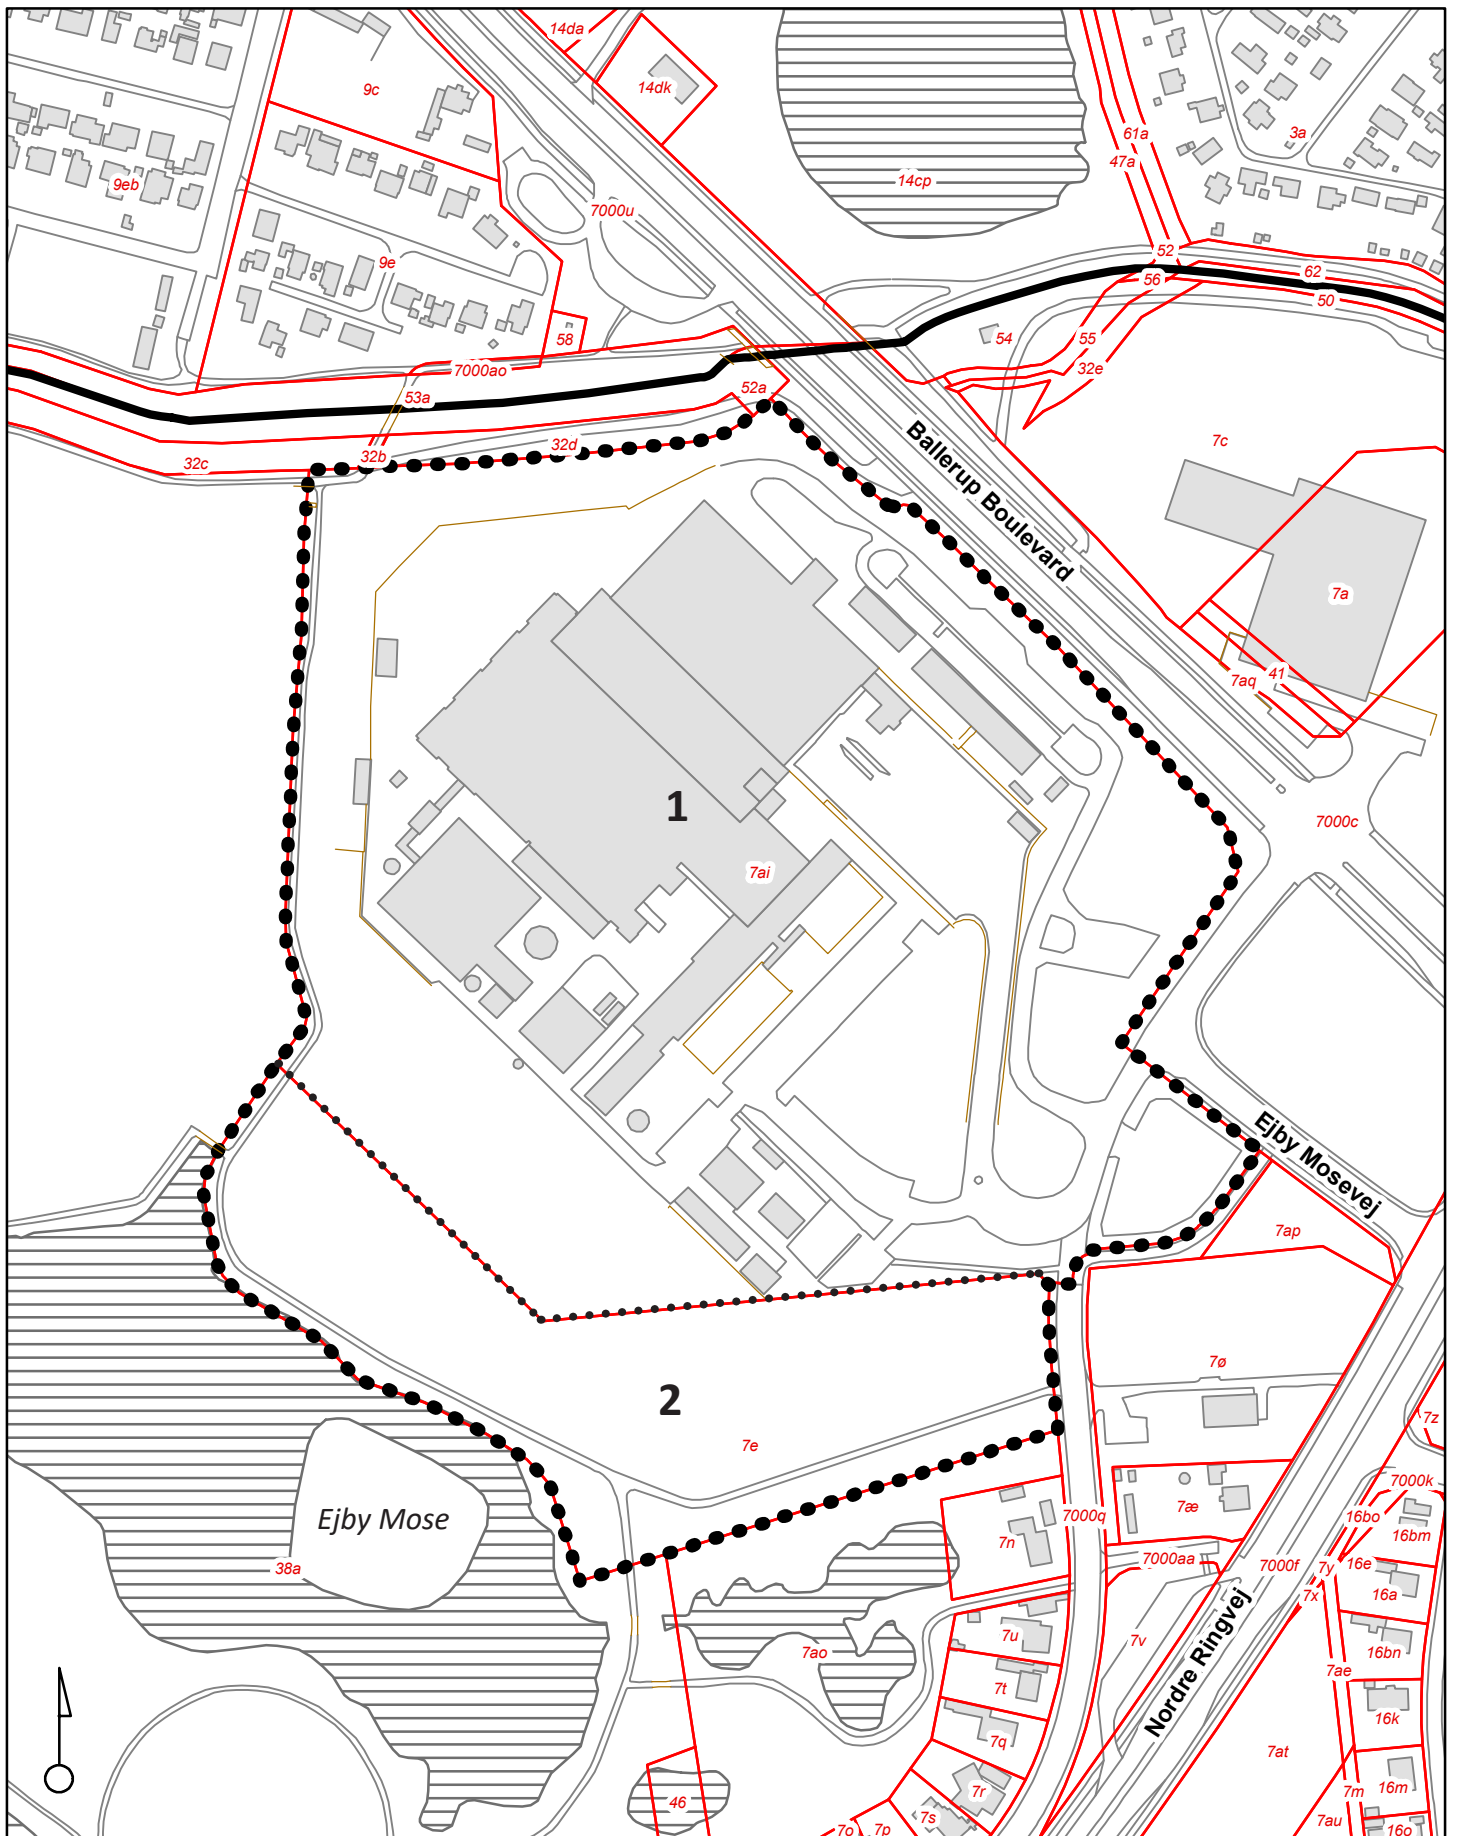 14da
9c
14dk
61a
3a
47a
14cp
9eb
7000u
52
9e
56
62
50
58
54
55
7000ao
32e
53a
52a
7c
32d
32b
32c
Ballerup Boulevard
7a
41
7aq
1
7000c
7ai
Ejby Mosevej
7ap
7ø
2
7z
7e
7000k
7æ
7000q
16bo
16bm
Ejby Mose
7n
7000aa
7000f
16e
38a
7y
16a
7x
7u
7v
16bn
7ao
Nordre Ringvej
7ae
7t
16k
7q
7at
7r
7m
16m
46
7s
7au
7o
7p
16o